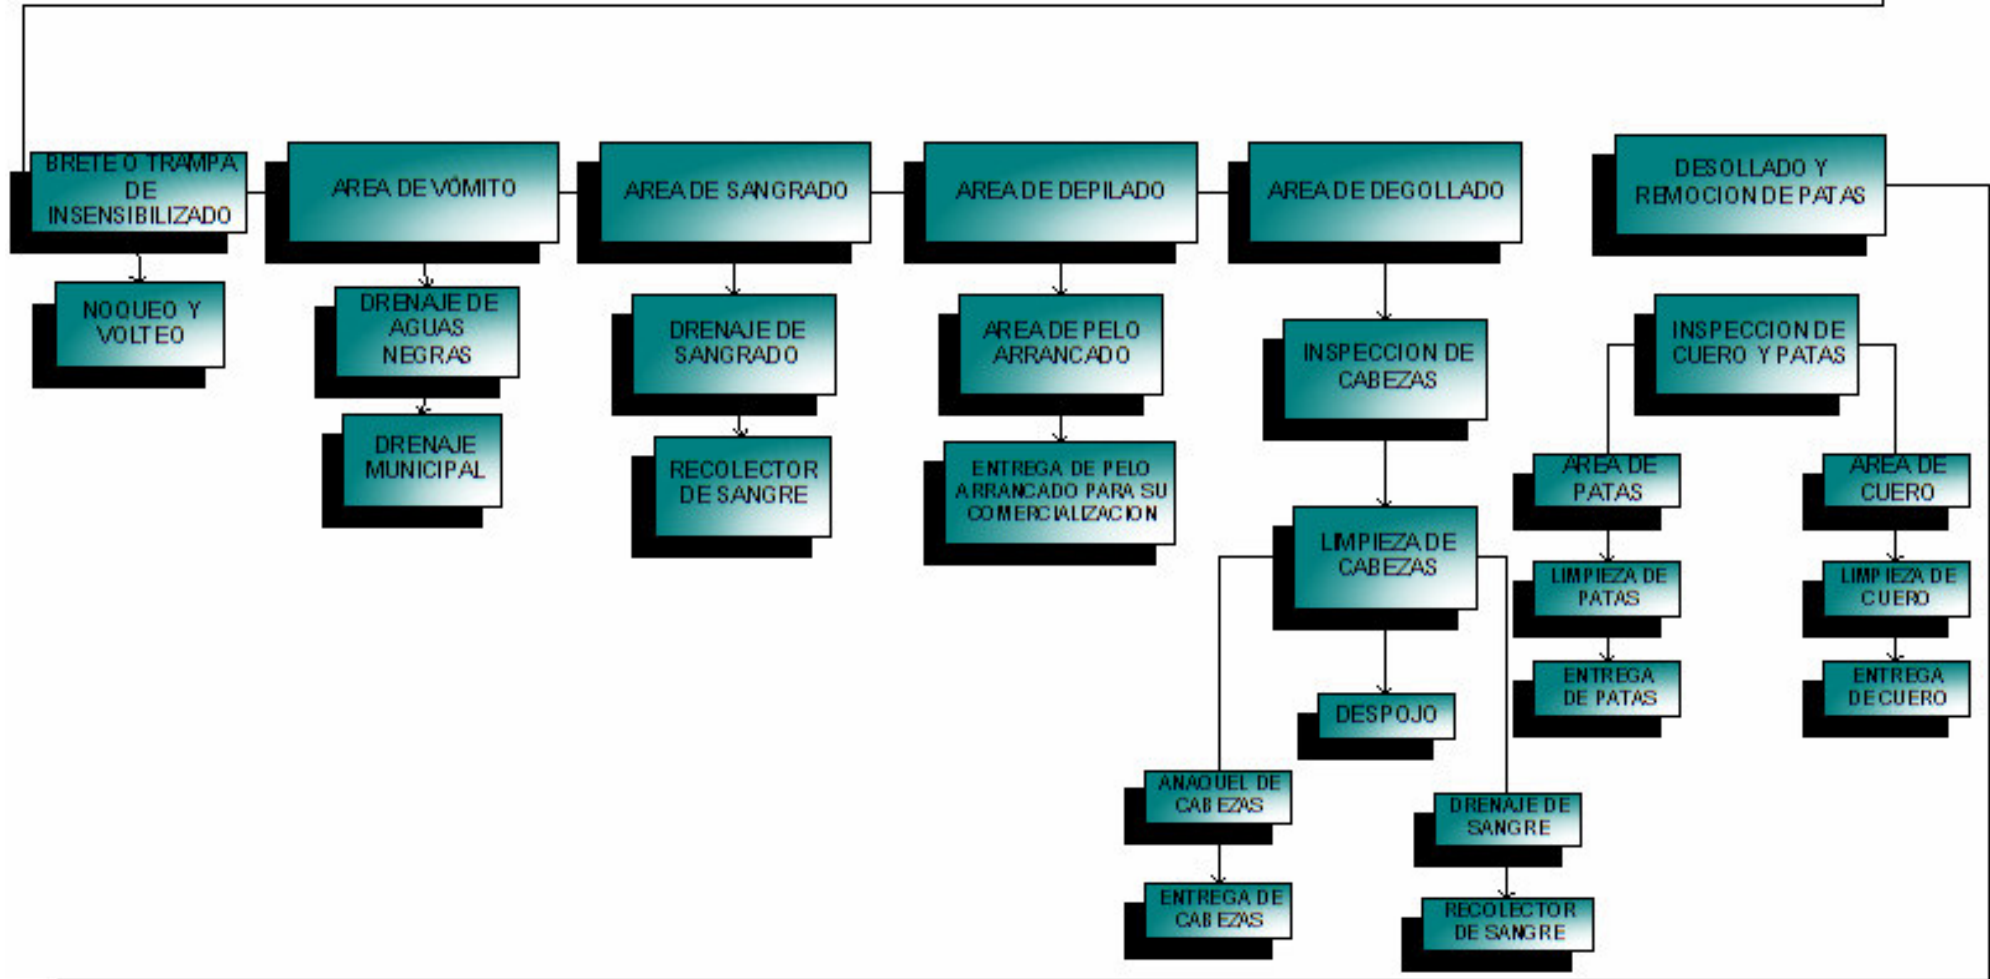 BRETE O TRAMPA
DE
INSENSIBILIZADO
AREA DE VÓMITO
AREA DE SANGRADO
AREA DE DEPILADO
AREA DE DEGOLLADO
DESOLLADO Y
REMOCION DE PATAS
NOQUEO Y
VOLTEO
DRENAJE DE
AGUAS
NEGRAS
DRENAJE DE
SANGRADO
AREA DE PELO
ARRANCADO
INSPECCION DE
CABEZAS
INSPECCION DE
CUERO Y PATAS
DRENAJE
MUNICIPAL
RECOLECTOR
DE SANGRE
ENTREGA DE PELO
ARRANCADO PARA SU
COMERCIALIZACION
AREA DE
PATAS
AREA DE
CUERO
LIMPIEZA DE
CABEZAS
LIMPIEZA DE
PATAS
LIMPIEZA DE
CUERO
DESPOJO
ENTREGA
DE PATAS
ENTREGA
DE CUERO
ANAQUEL DE
CABEZAS
DRENAJE DE
SANGRE
ENTREGA DE
CABEZAS
RECOLECTOR
DE SANGRE